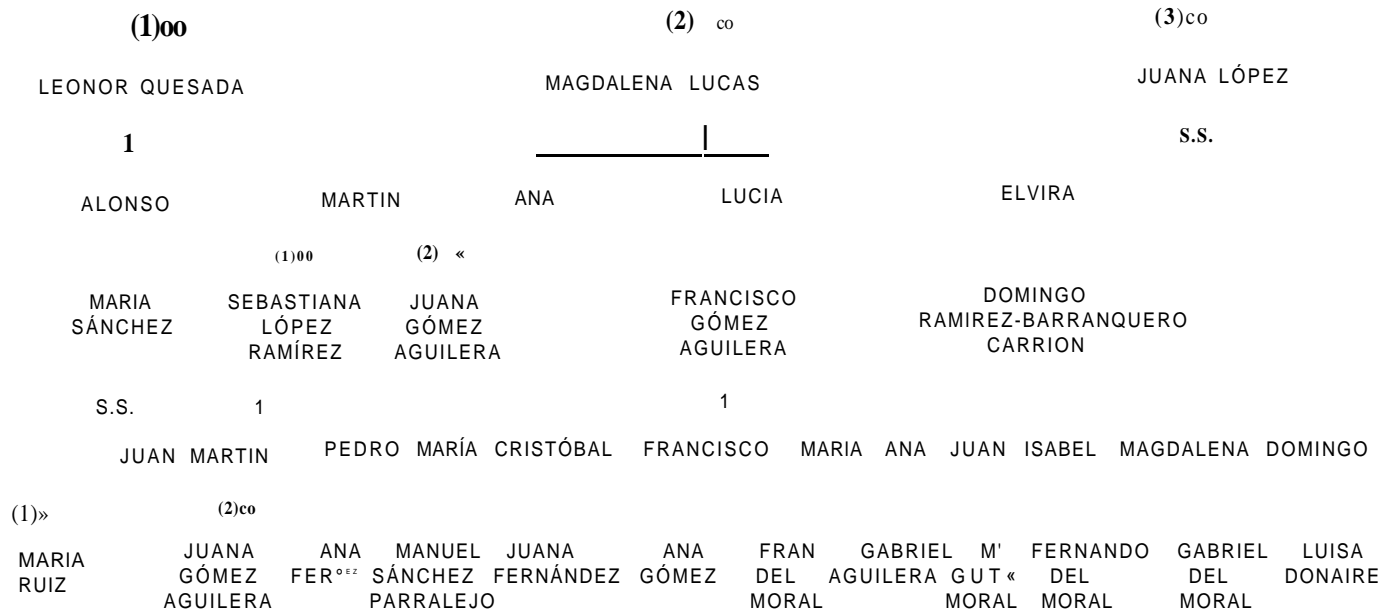 (1)oo (2) co (3)co
LEONOR QUESADA MAGDALENA LUCAS JUANA LÓPEZ
1 S.S.
ALONSO MARTIN ANA LUCIA ELVIRA
(1)00 (2) «
MARIA SEBASTIANA JUANA FRANCISCO DOMINGO
SÁNCHEZ LÓPEZ GÓMEZ GÓMEZ RAMIREZ-BARRANQUERO
RAMÍREZ AGUILERA AGUILERA CARRION
S.S. 1 1
JUAN MARTIN PEDRO MARÍA CRISTÓBAL FRANCISCO MARIA ANA JUAN ISABEL MAGDALENA DOMINGO
(1)» (2)co
MARIA JUANA ANA MANUEL JUANA ANA FRAN GABRIEL M' FERNANDO GABRIEL LUISA
RUIZ GÓMEZ FERºEZ SÁNCHEZ FERNÁNDEZ GÓMEZ DEL AGUILERA GUT« DEL DEL DONAIRE
AGUILERA PARRALEJO MORAL MORAL MORAL MORAL